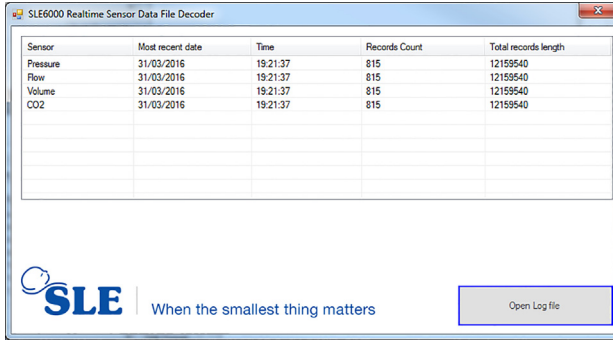 SLE6000 Realtime Sensor Data File Decoder
Sensor Most recent date Time Records Count Total records length
Pressure 31/03/2016 19:21:37 815 12159540
Flow 31/03/2016 19:21:37 815 12159540
Volume 31/03/2016 19:21:37 815 12159540
CO2 31/03/2016 19:21:37 815 12159540
SLE When the smallest thing matters
Open Log file